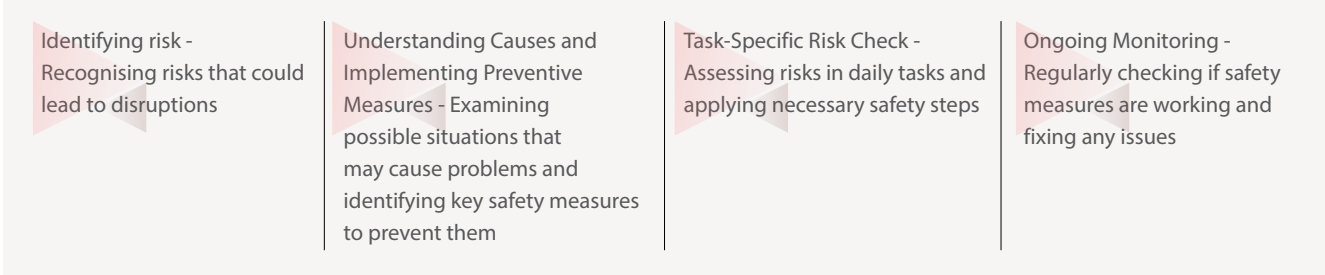 Identifying risk -
Recognising risks that could
lead to disruptions
Understanding Causes and
Implementing Preventive
Measures - Examining
possible situations that
may cause problems and
identifying key safety measures
to prevent them
Task-Specific Risk Check -
Assessing risks in daily tasks and
applying necessary safety steps
Ongoing Monitoring -
Regularly checking if safety
measures are working and
fixing any issues